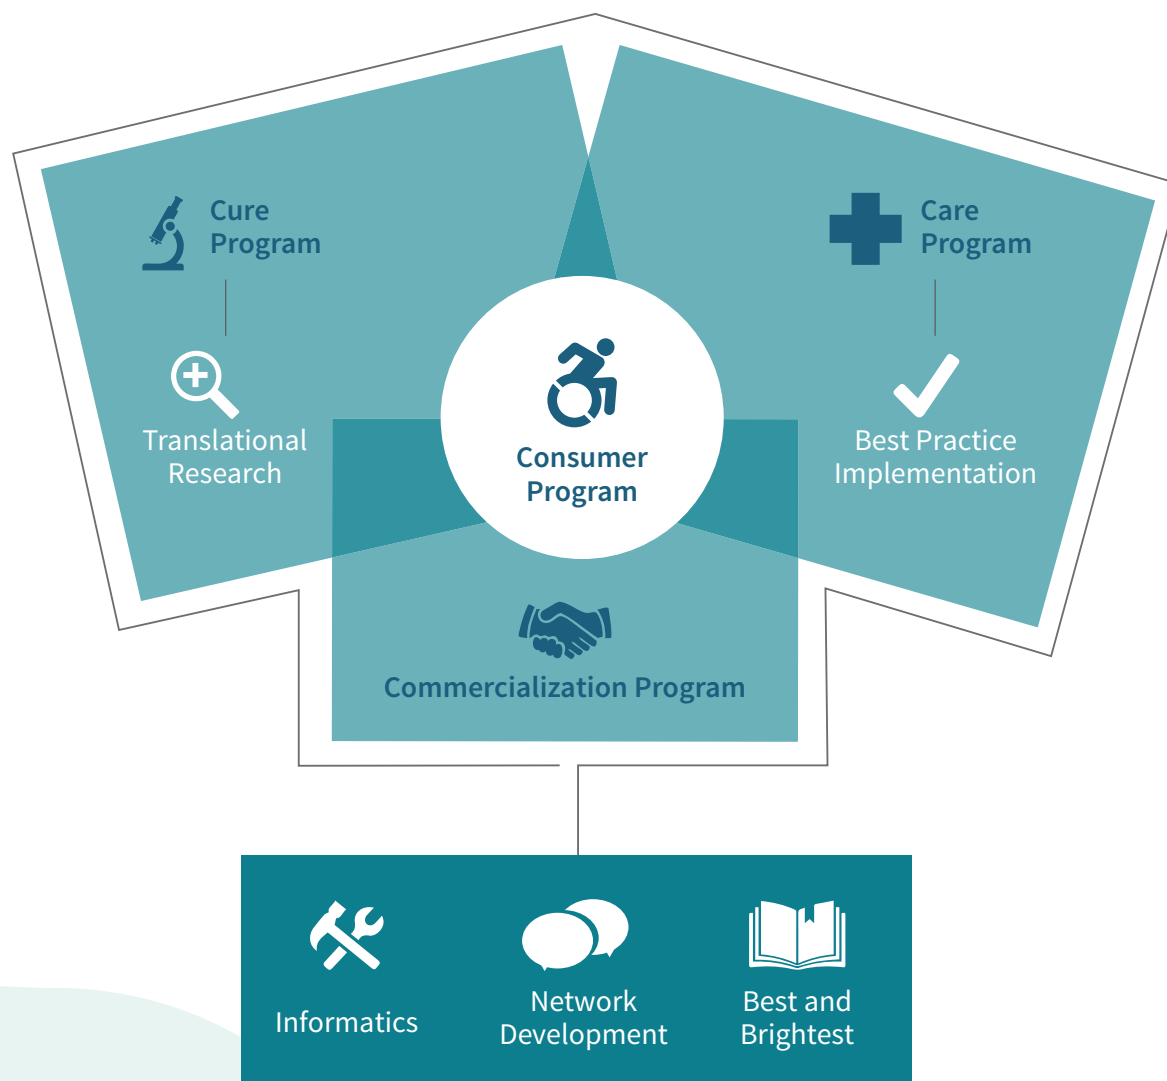 Cure
Program
Care
Program
Translational
Research
Best Practice
Implementation
Consumer
Program
Commercialization Program
Informatics
Network
Development
Best and
Brightest